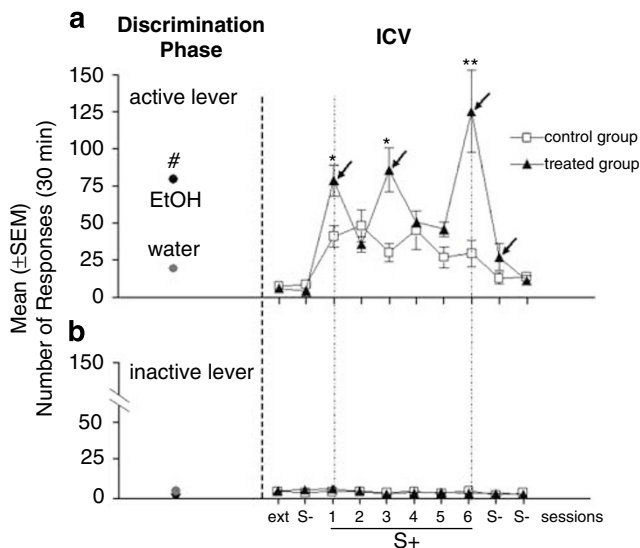 a
Discrimination
Phase
ICV
Mean (±SEM)
Number of Responses (30 min)
150
125
100
75
50
25
0
active lever
#
EtOH
water
*
*
**
control group
treated group
b
150
50
25
0
inactive lever
ext S- 1 2 3 4 5 6 S- S- sessions
S+